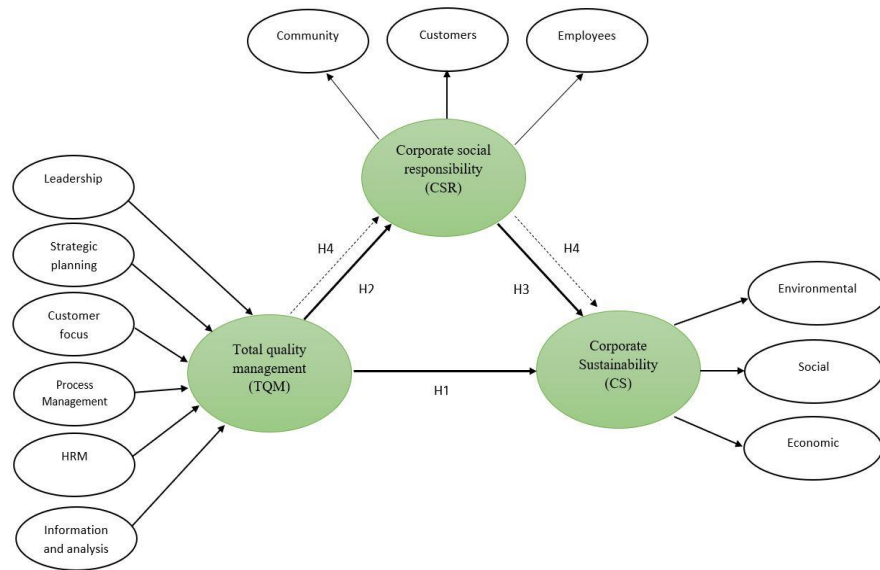 Community
Customers
Employees
Corporate social
responsibility
(CSR)
Leadership
Strategic
planning
Customer
focus
Process
Management
HRM
Information
and analysis
H4
H2
H4
H3
Total quality
management
(TQM)
H1
Corporate
Sustainability
(CS)
Environmental
Social
Economic